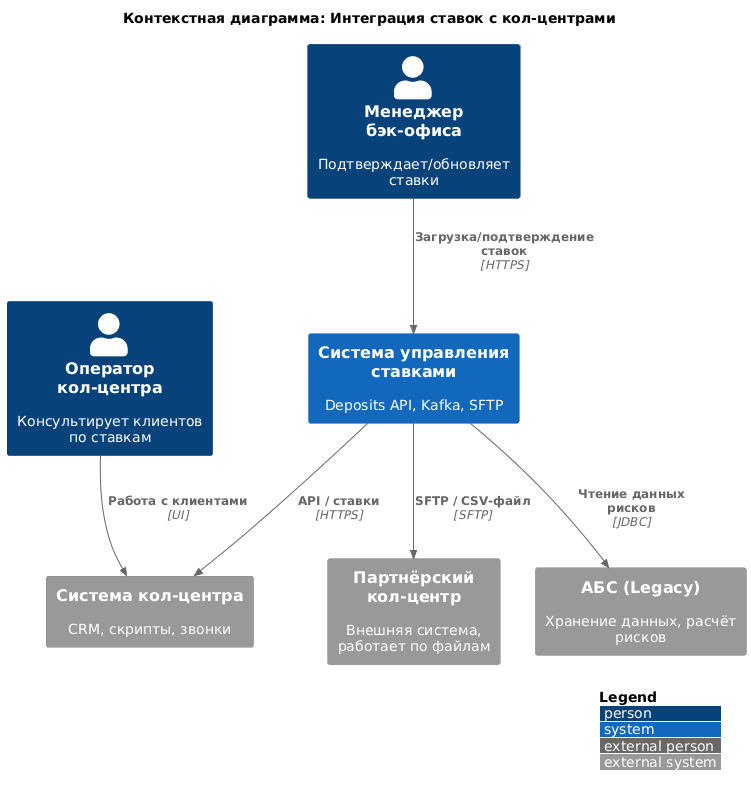 Контекстная диаграмма: Интеграция ставок с кол-центрами
Менеджер
бэк-офиса
Подтверждает/обновляет
ставки
Загрузка/подтверждение
ставок
[HTTPS]
Оператор
кол-центра
Консультирует клиентов
по ставкам
Система управления
ставками
Deposits API, Kafka, SFTP
Работа с клиентами
[UI]
API / ставки
[HTTPS]
SFTP / CSV-файл
[SFTP]
Чтение данных
рисков
[JDBC]
Система кол-центра
CRM, скрипты, звонки
Партнёрский
кол-центр
Внешняя система,
работает по файлам
АБС (Legacy)
Хранение данных, расчёт
рисков
Legend
person
system
external person
external system